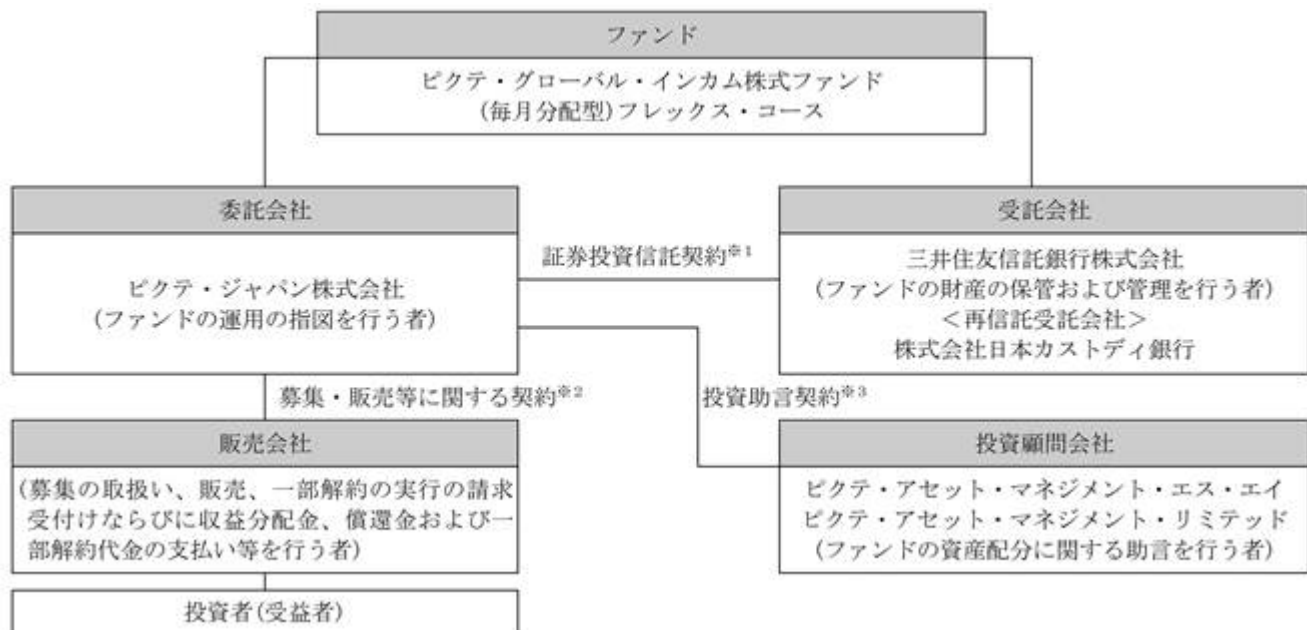 ファンド
ピクテ・グローバル・インカム株式ファンド
(毎月分配型)フレックス・コース
委託会社
ピクテ・ジャパン株式会社
(ファンドの運用の指図を行う者)
証券投資信託契約※1
受託会社
三井住友信託銀行株式会社
(ファンドの財産の保管および管理を行う者)
＜再信託受託会社＞
株式会社日本カストディ銀行
募集・販売等に関する契約※2
投資助言契約※3
販売会社
(募集の取扱い、販売、一部解約の実行の請求
受付けならびに収益分配金、償還金および一
部解約代金の支払い等を行う者)
投資顧問会社
ピクテ・アセット・マネジメント・エス・エイ
ピクテ・アセット・マネジメント・リミテッド
(ファンドの資産配分に関する助言を行う者)
投資者(受益者)